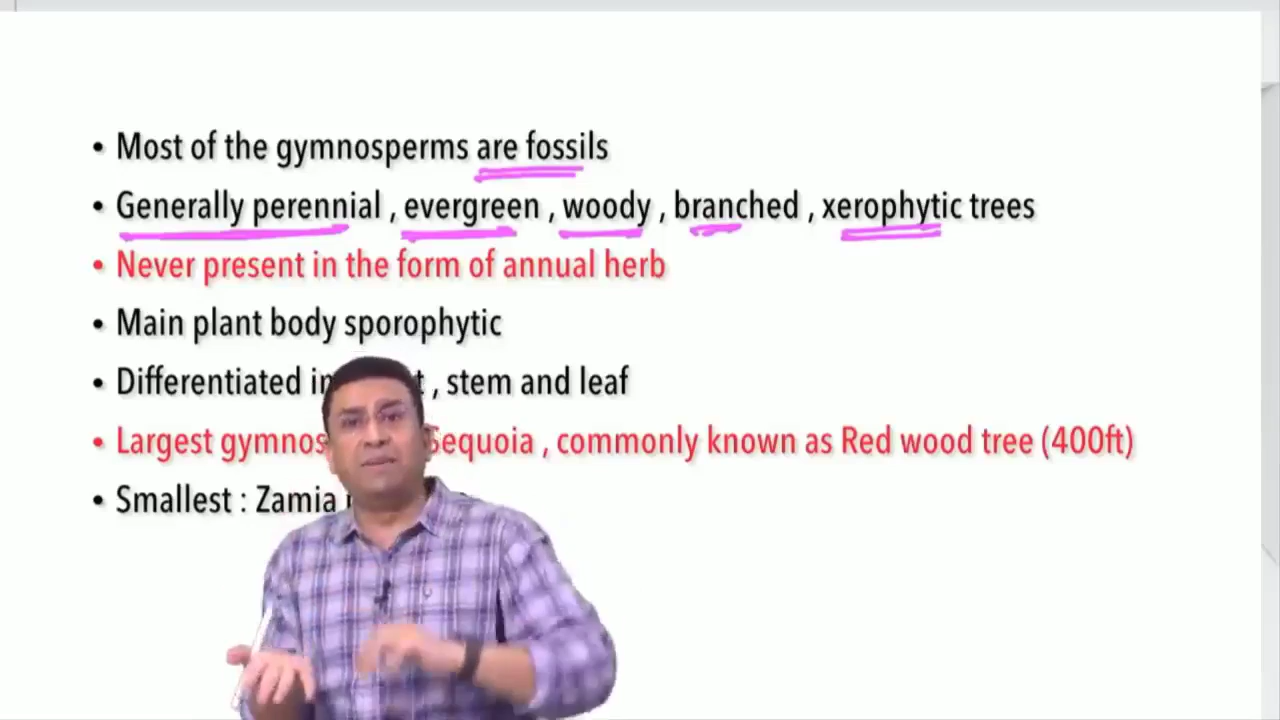 • Most of the gymnosperms are fossils
• Generally perennial , evergreen , woody , branched , xerophytic trees
• Never present in the form of annual herb
• Main plant body sporophytic
• Differentiated , stem and leaf
• Largest Sequoia , commonly known as Red wood tree (400ft)
• Smallest : Zamia